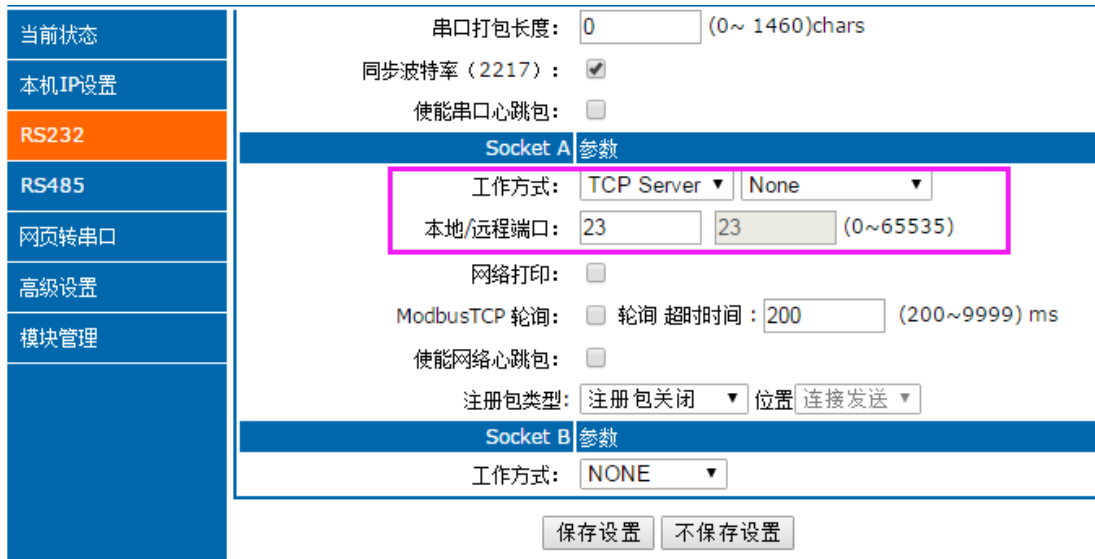 当前状态
本机IP设置
RS232
RS485
网页转串口
高级设置
模块管理
串口打包长度: 0 (0~ 1460)chars
同步波特率（2217）:
使能串口心跳包:
Socket A 参数
工作方式: TCP Server None
本地/远程端口: 23 23 (0~65535)
网络打印:
ModbusTCP 轮询: 轮询 超时时间：200 (200~9999) ms
使能网络心跳包:
注册包类型: 注册包关闭 位置 连接发送
Socket B 参数
工作方式: NONE
保存设置 不保存设置